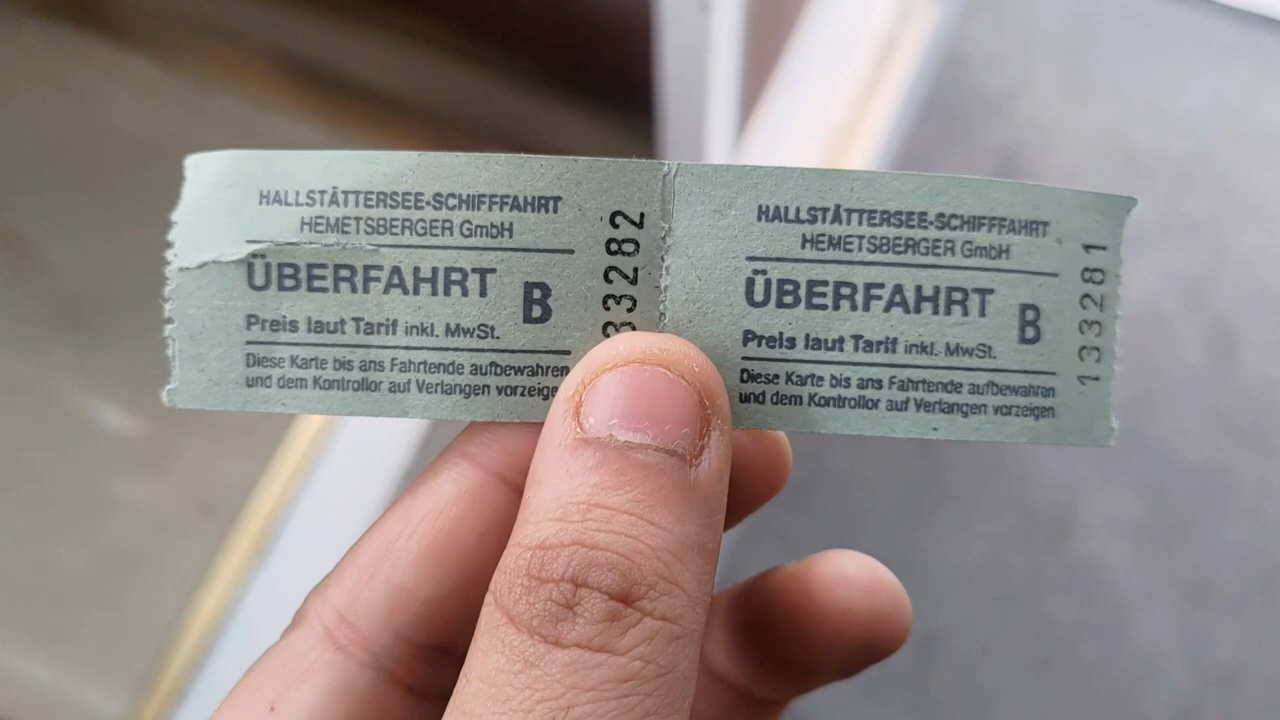 HALLSTÄTTERSEE-SCHIFFFAHRT
HEMETSBERGER GmbH
ÜBERFAHRT B
Preis laut Tarif inkl. MwSt.
Diese Karte bis ans Fahrtende aufbewahren
und dem Kontrollor auf Verlangen vorzeige
33282
HALLSTÄTTERSEE-SCHIFFFAHRT
HEMETSBERGER GmbH
ÜBERFAHRT B
Preis laut Tarif inkl. MwSt.
Diese Karte bis ans Fahrtende aufbewahren
und dem Kontrollor auf Verlangen vorzeigen
133281